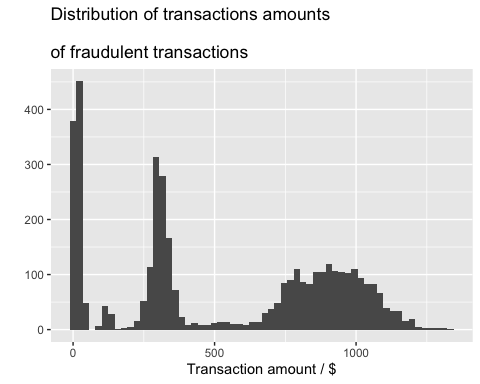 Distribution of transactions amounts
of fraudulent transactions
400
300
200
100
0
0 500 1000
Transaction amount / $